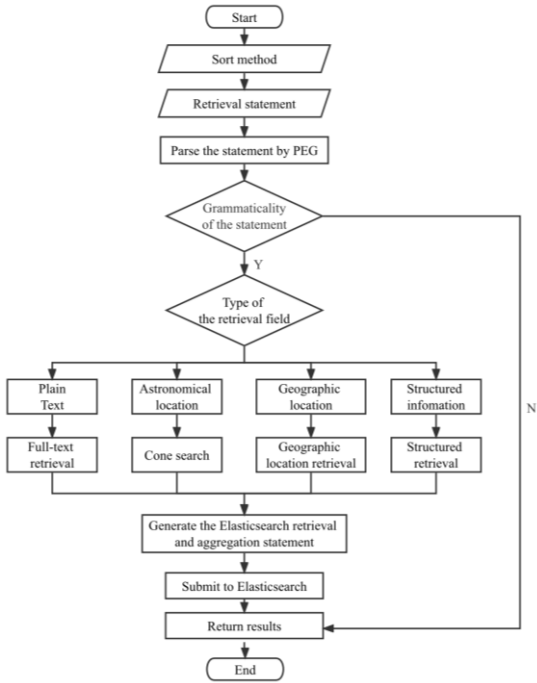 Start
Sort method
Retrieval statement
Parse the statement by PEG
Grammaticality
of the statement
Y
Type of
the retrieval field
Plain
Text
Astronomical
location
Geographic
location
Structured
infomation
N
Full-text
retrieval
Cone search
Geographic
location retrieval
Structured
retrieval
Generate the Elasticsearch retrieval
and aggregation statement
Submit to Elasticsearch
Return results
End